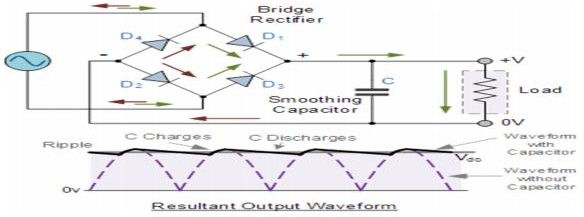 Bridge
Rectifier
D4
D1
-
+
D2
D3
C
+V
Load
0V
Smoothing
Capacitor
Ripple
C Charges
C Discharges
Waveform
with
Capacitor
Vdc
Waveform
without
Capacitor
0v
Resultant Output Waveform